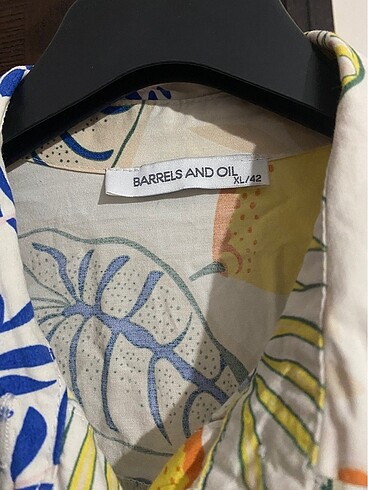 BARRELS AND OIL
XL/42